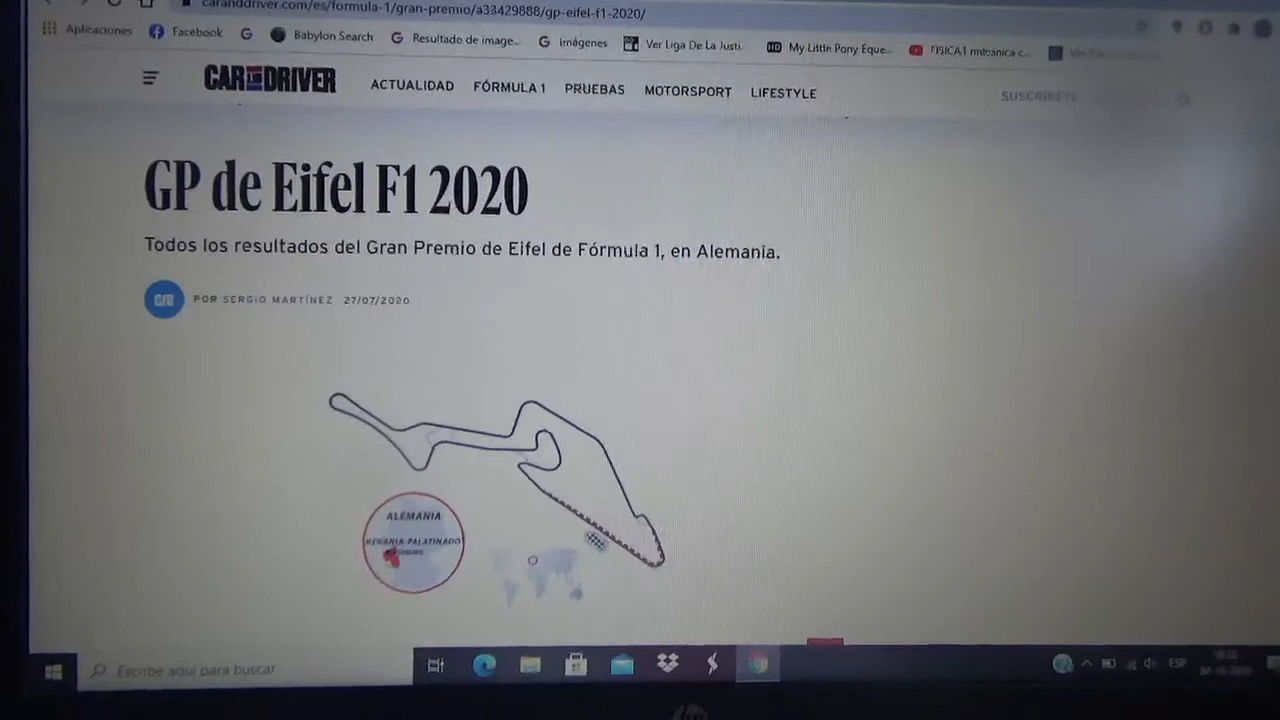 caranddriver.com/es/formula-1/gran-premio/a33429888/gp-eifel-f1-2020/
Aplicaciones Facebook Babylon Search Resultado de image... imágenes Ver Liga De La Justi... My Little Pony Eque... FISICA1 mecanica c...
CAR AND DRIVER ACTUALIDAD FÓRMULA 1 PRUEBAS MOTORSPORT LIFESTYLE SUSCRÍBETE
GP de Eifel F1 2020
Todos los resultados del Gran Premio de Eifel de Fórmula 1, en Alemania.
C/D POR SERGIO MARTÍNEZ 27/07/2020
ALEMANIA
RENANIA-PALATINADO
Escribe aquí para buscar
ESP
hp